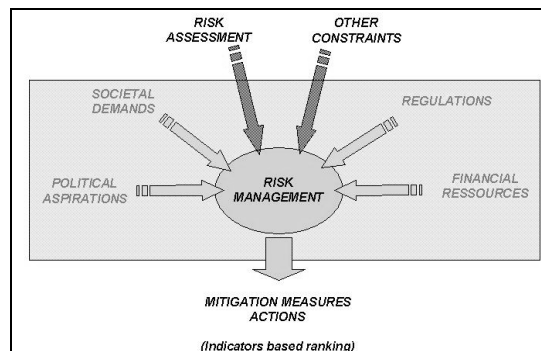 RISK
ASSESSMENT
OTHER
CONSTRAINTS
SOCIETAL
DEMANDS
REGULATIONS
POLITICAL
ASPIRATIONS
RISK
MANAGEMENT
FINANCIAL
RESSOURCES
MITIGATION MEASURES
ACTIONS
(Indicators based ranking)